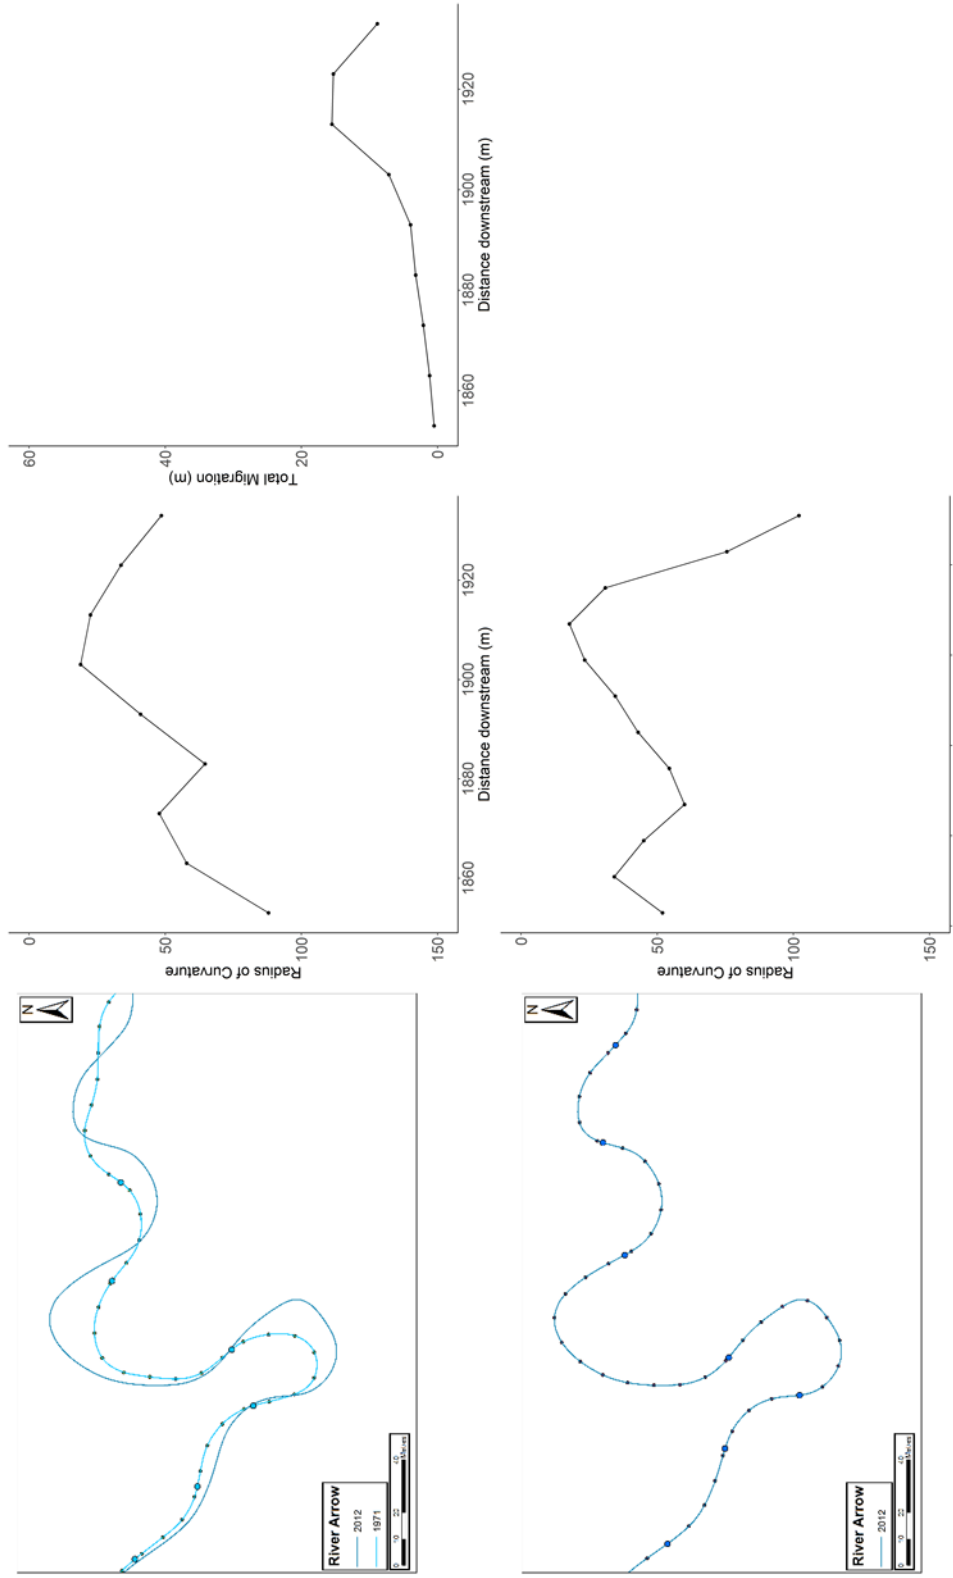 N
River Arrow
2012
1971
0 10 20 40
Metres
Radius of Curvature
0
50
100
150
1860 1880 1900 1920
Distance downstream (m)
Total Migration (m)
60
40
20
0
1860 1880 1900 1920
Distance downstream (m)
N
River Arrow
2012
0 10 20 40
Metres
Radius of Curvature
0
50
100
150